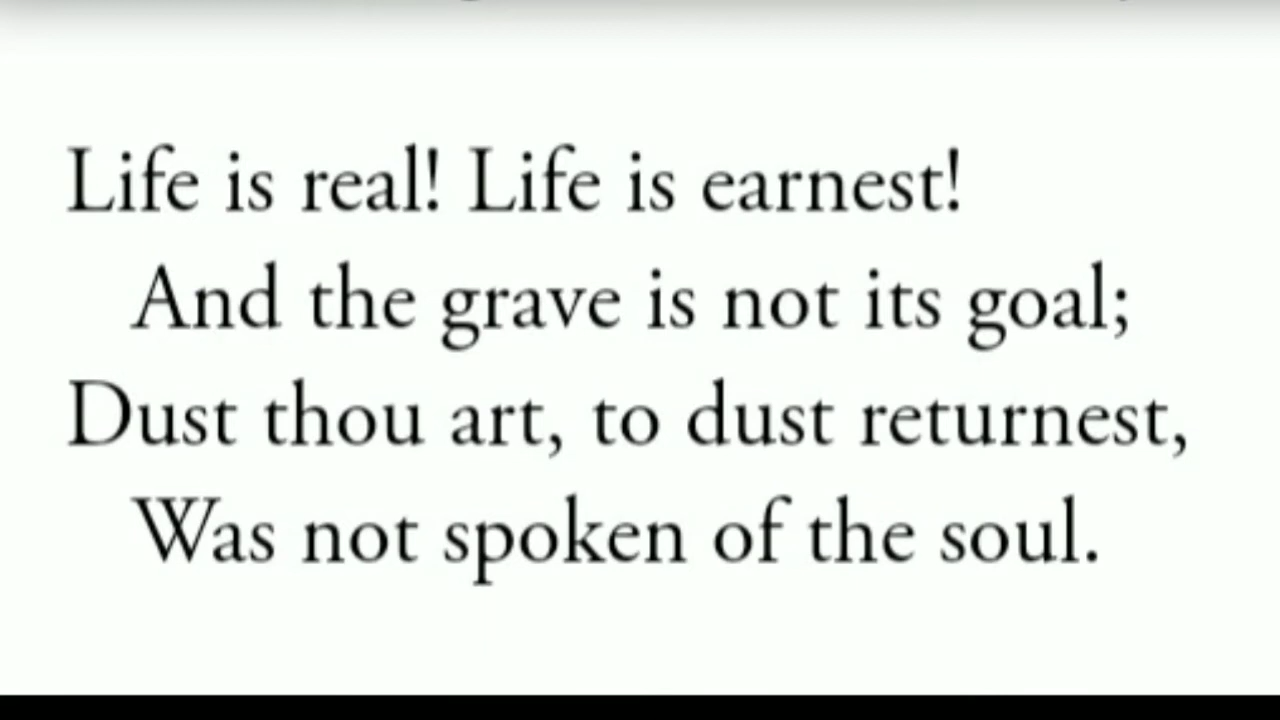 Life is real! Life is earnest!
And the grave is not its goal;
Dust thou art, to dust returnest,
Was not spoken of the soul.